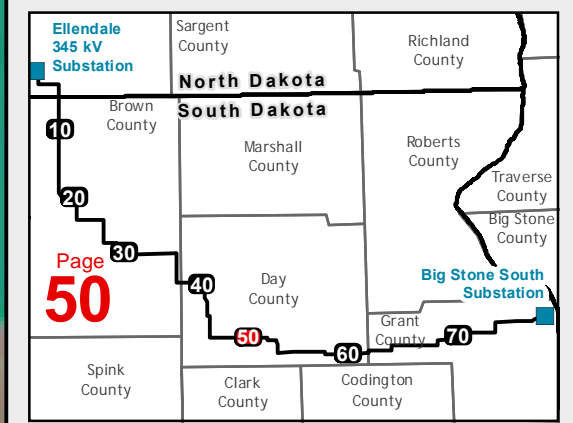 Ellendale
345 kV
Substation
Sargent
County
Richland
County
North Dakota
South Dakota
Brown
County
10
Marshall
County
Roberts
County
Traverse
County
20
Big Stone
County
30
Page
50
40
Day
County
Big Stone South
Substation
Grant
County
50
60
70
Spink
County
Clark
County
Codington
County